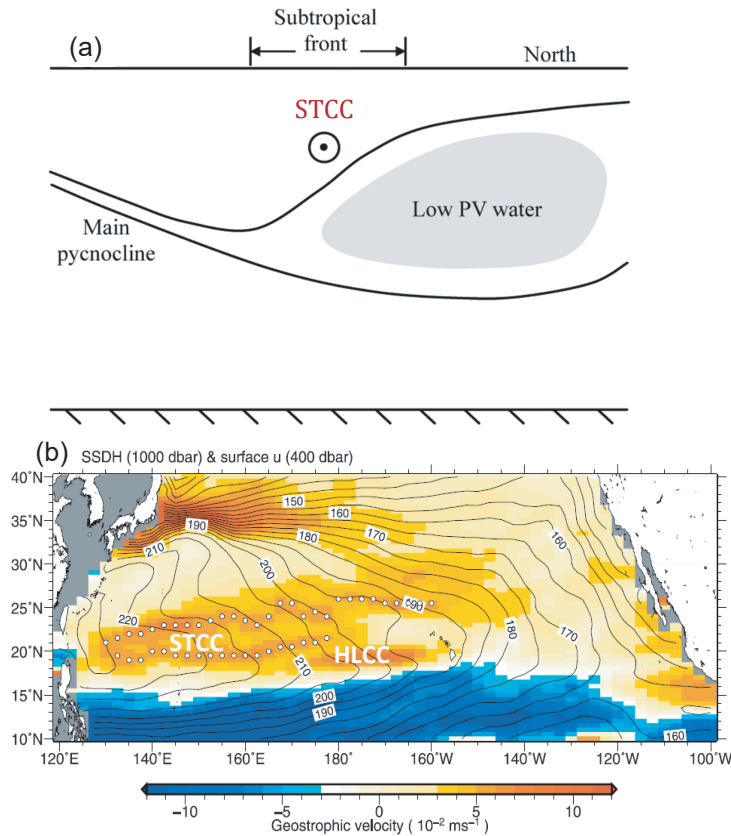 (a)
Subtropical
front
North
STCC
Low PV water
Main
pycnocline
(b)
SSDH (1000 dbar) & surface u (400 dbar)
40°N
35°N
30°N
25°N
20°N
15°N
10°N
150
160
190
170
180
210
160
200
190
220
STCC
180
170
HLCC
210
200
190
160
120°E
140°E
160°E
180°
160°W
140°W
120°W
100°W
−10
−5
0
5
10
Geostrophic velocity ( 10⁻² ms⁻¹)